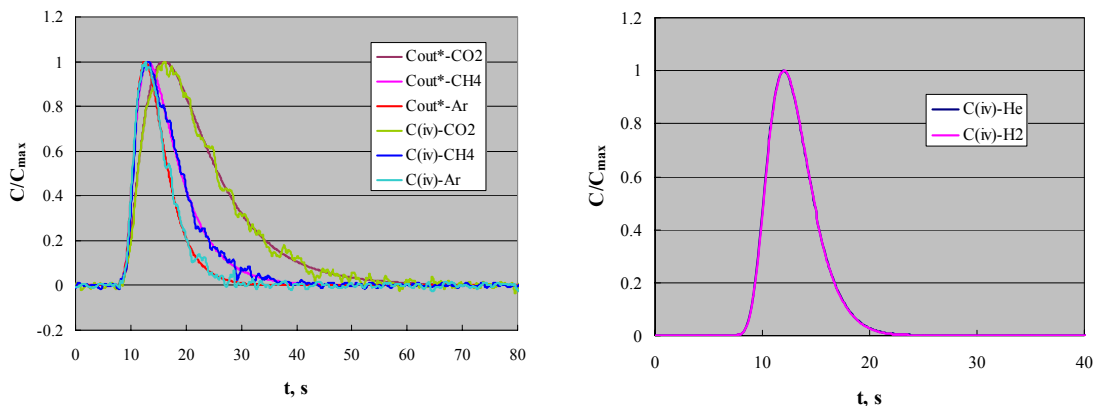 1.2
1
0.8
0.6
0.4
0.2
0
-0.2
C/Cmax
0 10 20 30 40 50 60 70 80
t, s
Cout*-CO2
Cout*-CH4
Cout*-Ar
C(iv)-CO2
C(iv)-CH4
C(iv)-Ar
1.2
1
0.8
0.6
0.4
0.2
0
C/Cmax
0 10 20 30 40
t, s
C(iv)-He
C(iv)-H2